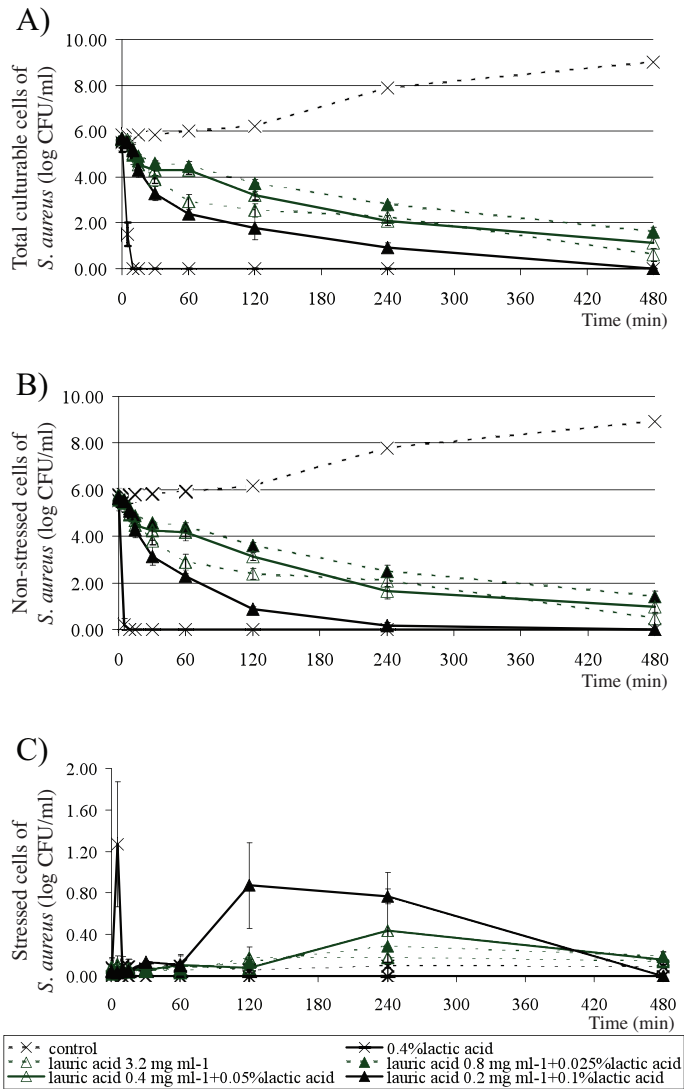 A)
Total culturable cells of
S. aureus (log CFU/ml)
10.00
8.00
6.00
4.00
2.00
0.00
0 60 120 180 240 300 360 420 480
Time (min)
B)
Non-stressed cells of
S. aureus (log CFU/ml)
10.00
8.00
6.00
4.00
2.00
0.00
0 60 120 180 240 300 360 420 480
Time (min)
C)
Stressed cells of
S. aureus (log CFU/ml)
2.00
1.60
1.20
0.80
0.40
0.00
0 60 120 180 240 300 360 420 480
Time (min)
control 0.4%lactic acid
lauric acid 3.2 mg ml-1 lauric acid 0.8 mg ml-1+0.025%lactic acid
lauric acid 0.4 mg ml-1+0.05%lactic acid lauric acid 0.2 mg ml-1+0.1%lactic acid